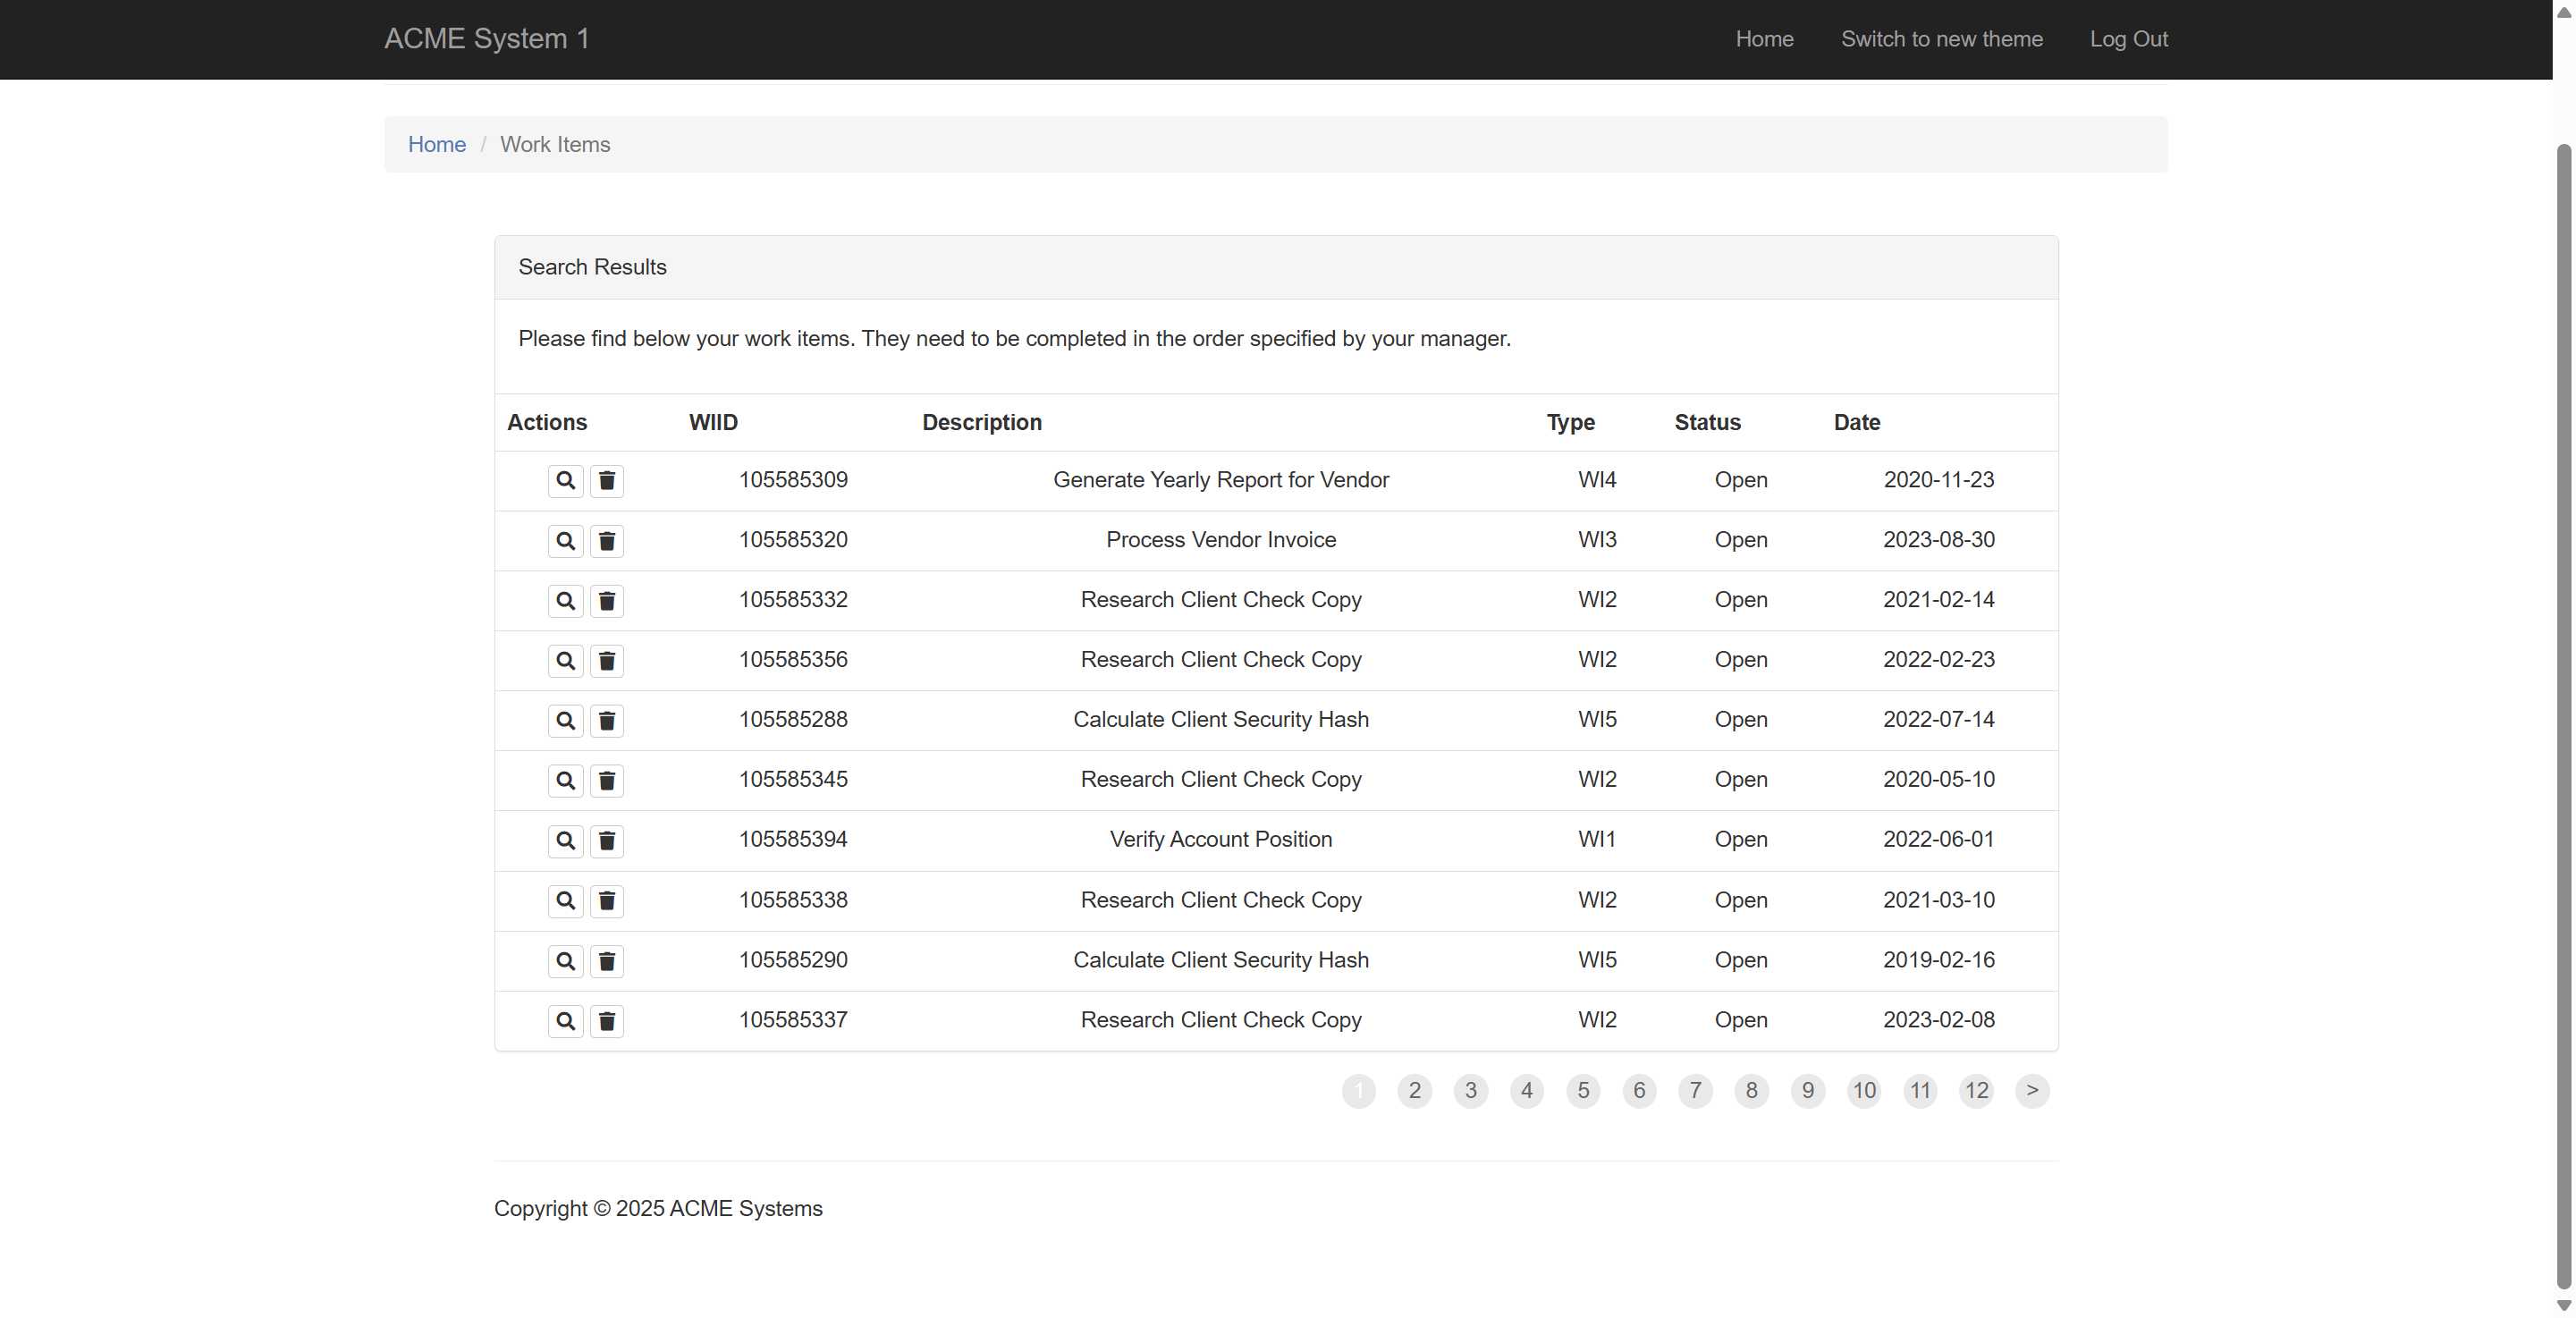 ACME System 1 Home Switch to new theme Log Out
Home / Work Items
Search Results
Please find below your work items. They need to be completed in the order specified by your manager.
Actions WIID Description Type Status Date
105585309 Generate Yearly Report for Vendor WI4 Open 2020-11-23
105585320 Process Vendor Invoice WI3 Open 2023-08-30
105585332 Research Client Check Copy WI2 Open 2021-02-14
105585356 Research Client Check Copy WI2 Open 2022-02-23
105585288 Calculate Client Security Hash WI5 Open 2022-07-14
105585345 Research Client Check Copy WI2 Open 2020-05-10
105585394 Verify Account Position WI1 Open 2022-06-01
105585338 Research Client Check Copy WI2 Open 2021-03-10
105585290 Calculate Client Security Hash WI5 Open 2019-02-16
105585337 Research Client Check Copy WI2 Open 2023-02-08
1 2 3 4 5 6 7 8 9 10 11 12 >
Copyright © 2025 ACME Systems